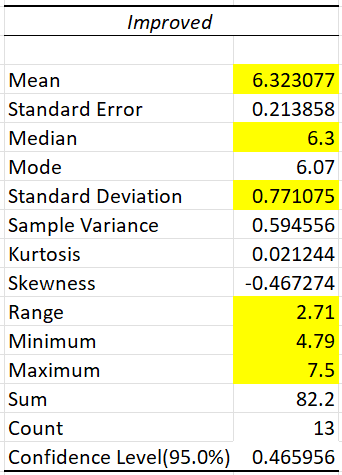 Improved
Mean 6.323077
Standard Error 0.213858
Median 6.3
Mode 6.07
Standard Deviation 0.771075
Sample Variance 0.594556
Kurtosis 0.021244
Skewness -0.467274
Range 2.71
Minimum 4.79
Maximum 7.5
Sum 82.2
Count 13
Confidence Level(95.0%) 0.465956